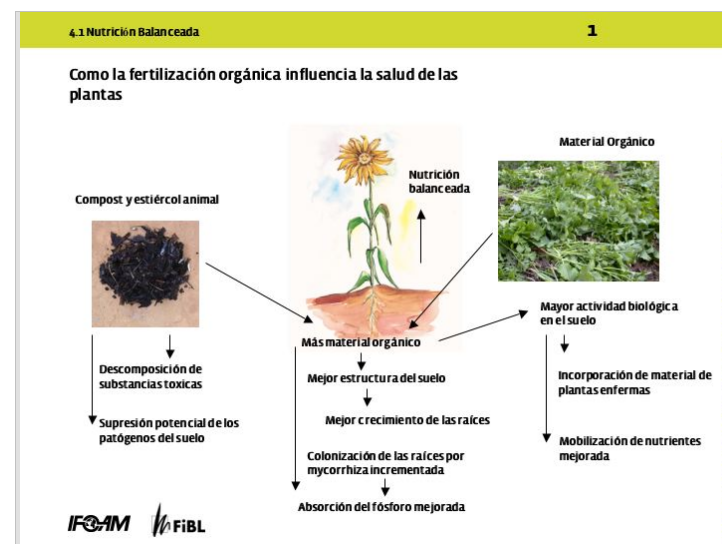 4.1 Nutrición Balanceada
1
Como la fertilización orgánica influencia la salud de las
plantas
Material Orgánico
Nutrición
balanceada
Compost y estiércol animal
Mayor actividad biológica
en el suelo
Más material orgánico
Descomposición de
substancias toxicas
Mejor estructura del suelo
Incorporación de material de
plantas enfermas
Supresión potencial de los
patógenos del suelo
Mejor crecimiento de las raíces
Mobilización de nutrientes
mejorada
Colonización de las raíces por
mycorrhiza incrementada
Absorción del fósforo mejorada
IFOAM
FiBL